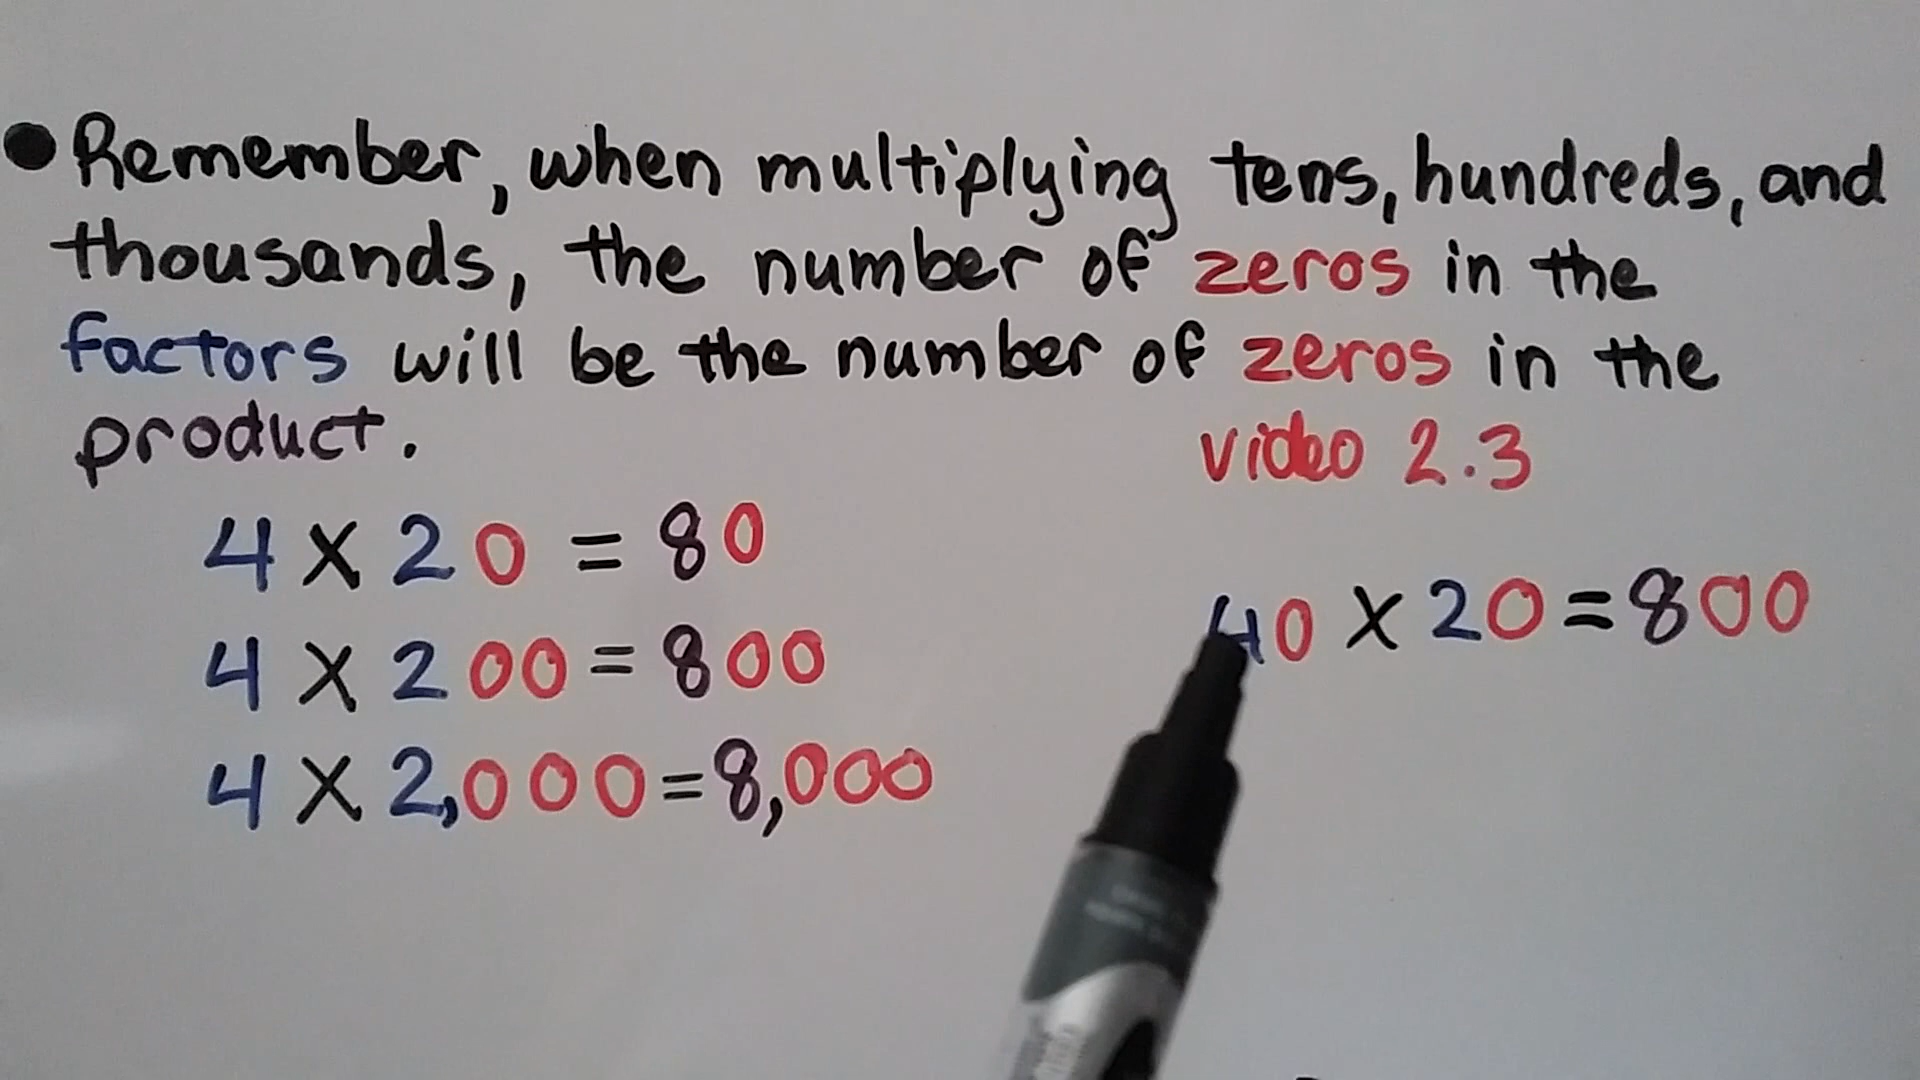 • Remember, when multiplying tens, hundreds, and
thousands, the number of zeros in the
factors will be the number of zeros in the
product.
video 2.3
4 X 20 = 80
40 X 20 = 800
4 X 200 = 800
4 X 2,000 = 8,000